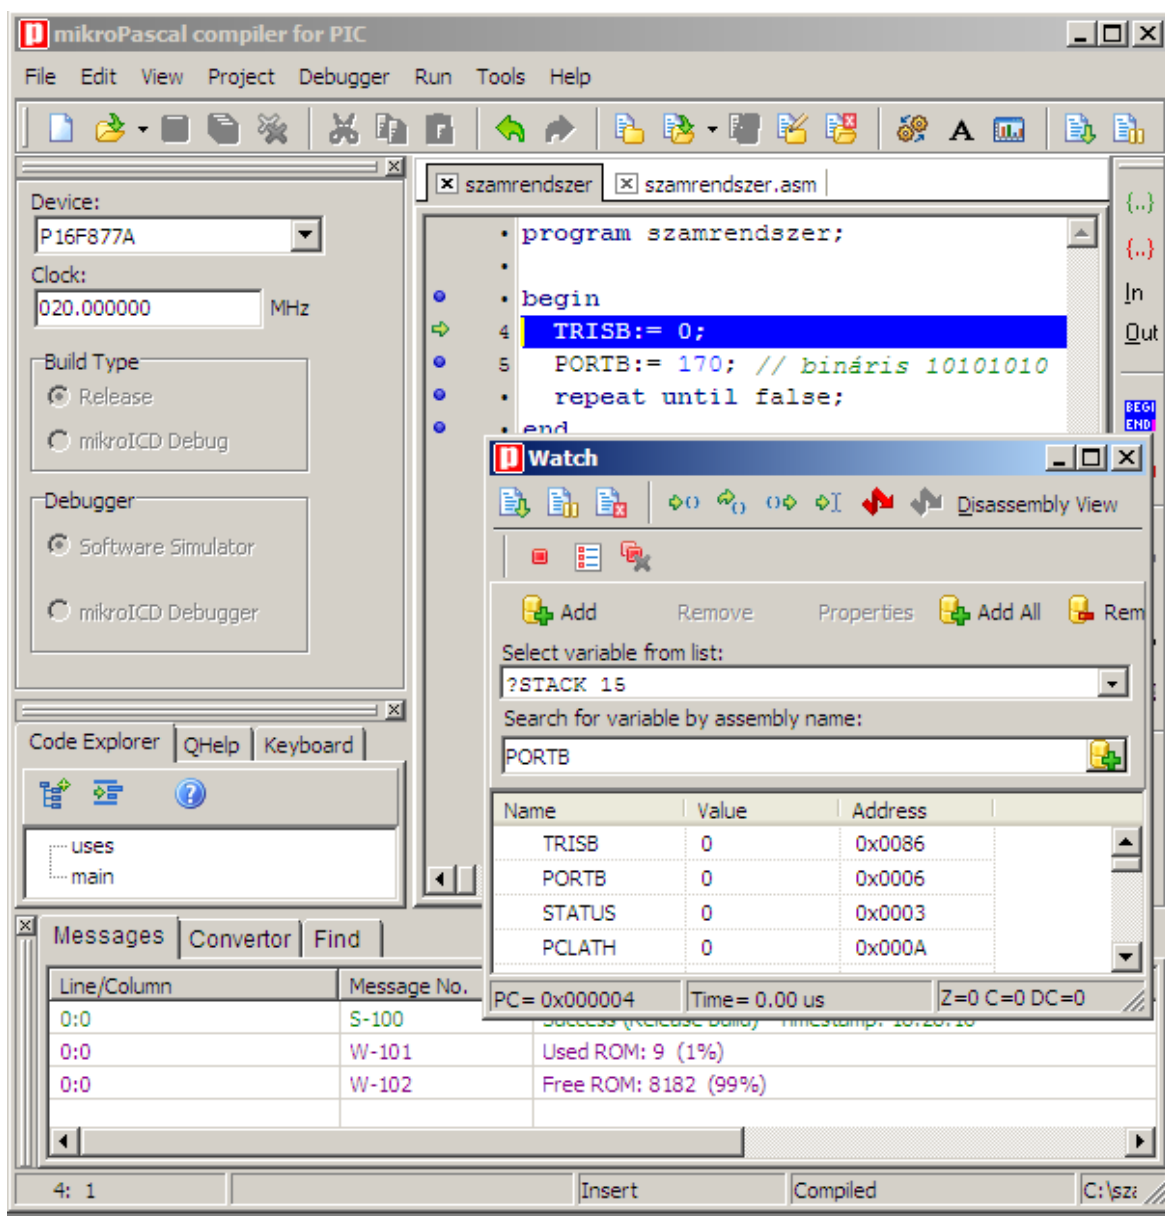 mikroPascal compiler for PIC
File Edit View Project Debugger Run Tools Help
Device:
P16F877A
Clock:
020.000000 MHz
Build Type
Release
mikroICD Debug
Debugger
Software Simulator
mikroICD Debugger
szamrendszer szamrendszer.asm
program szamrendszer;
begin
4 TRISB:= 0;
5 PORTB:= 170; // bináris 10101010
repeat until false;
end
{..}
{..}
In
Out
BEGI
END
Watch
Disassembly View
Add Remove Properties Add All Rem
Select variable from list:
?STACK 15
Search for variable by assembly name:
PORTB
Name Value Address
TRISB 0 0x0086
PORTB 0 0x0006
STATUS 0 0x0003
PCLATH 0 0x000A
PC= 0x000004 Time= 0.00 us Z=0 C=0 DC=0
Code Explorer QHelp Keyboard
uses
main
Messages Convertor Find
Line/Column Message No.
0:0 S-100 Success (Release Build)
0:0 W-101 Used ROM: 9 (1%)
0:0 W-102 Free ROM: 8182 (99%)
4: 1 Insert Compiled C:\sza